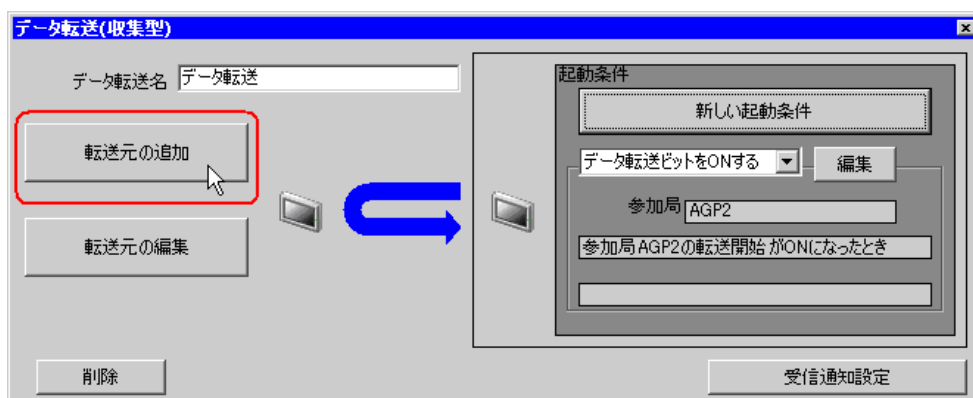 データ転送(収集型)
データ転送名 データ転送
転送元の追加
転送元の編集
削除
起動条件
新しい起動条件
データ転送ビットをONする 編集
参加局 AGP2
参加局AGP2の転送開始 がONになったとき
受信通知設定